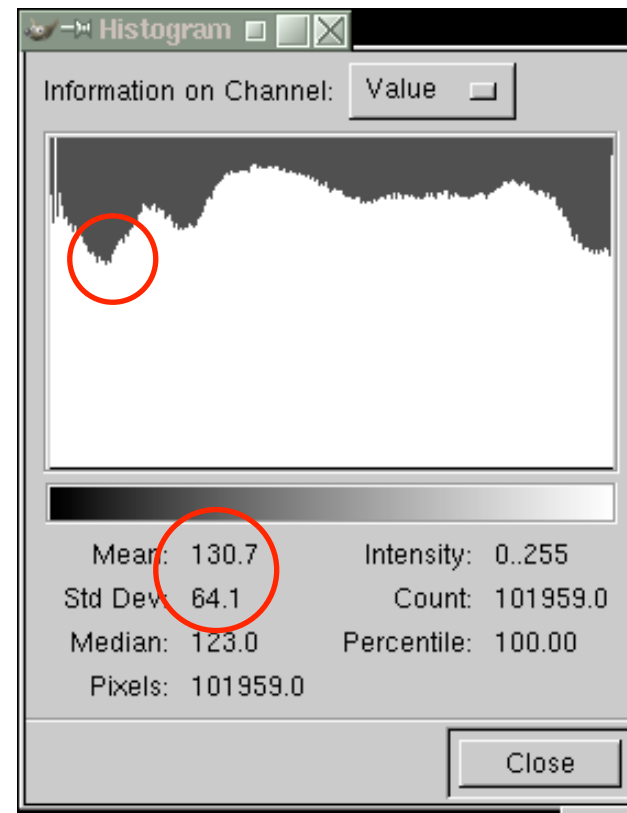 Histogram
Information on Channel: Value
Mean: 130.7 Intensity: 0..255
Std Dev: 64.1 Count: 101959.0
Median: 123.0 Percentile: 100.00
Pixels: 101959.0
Close